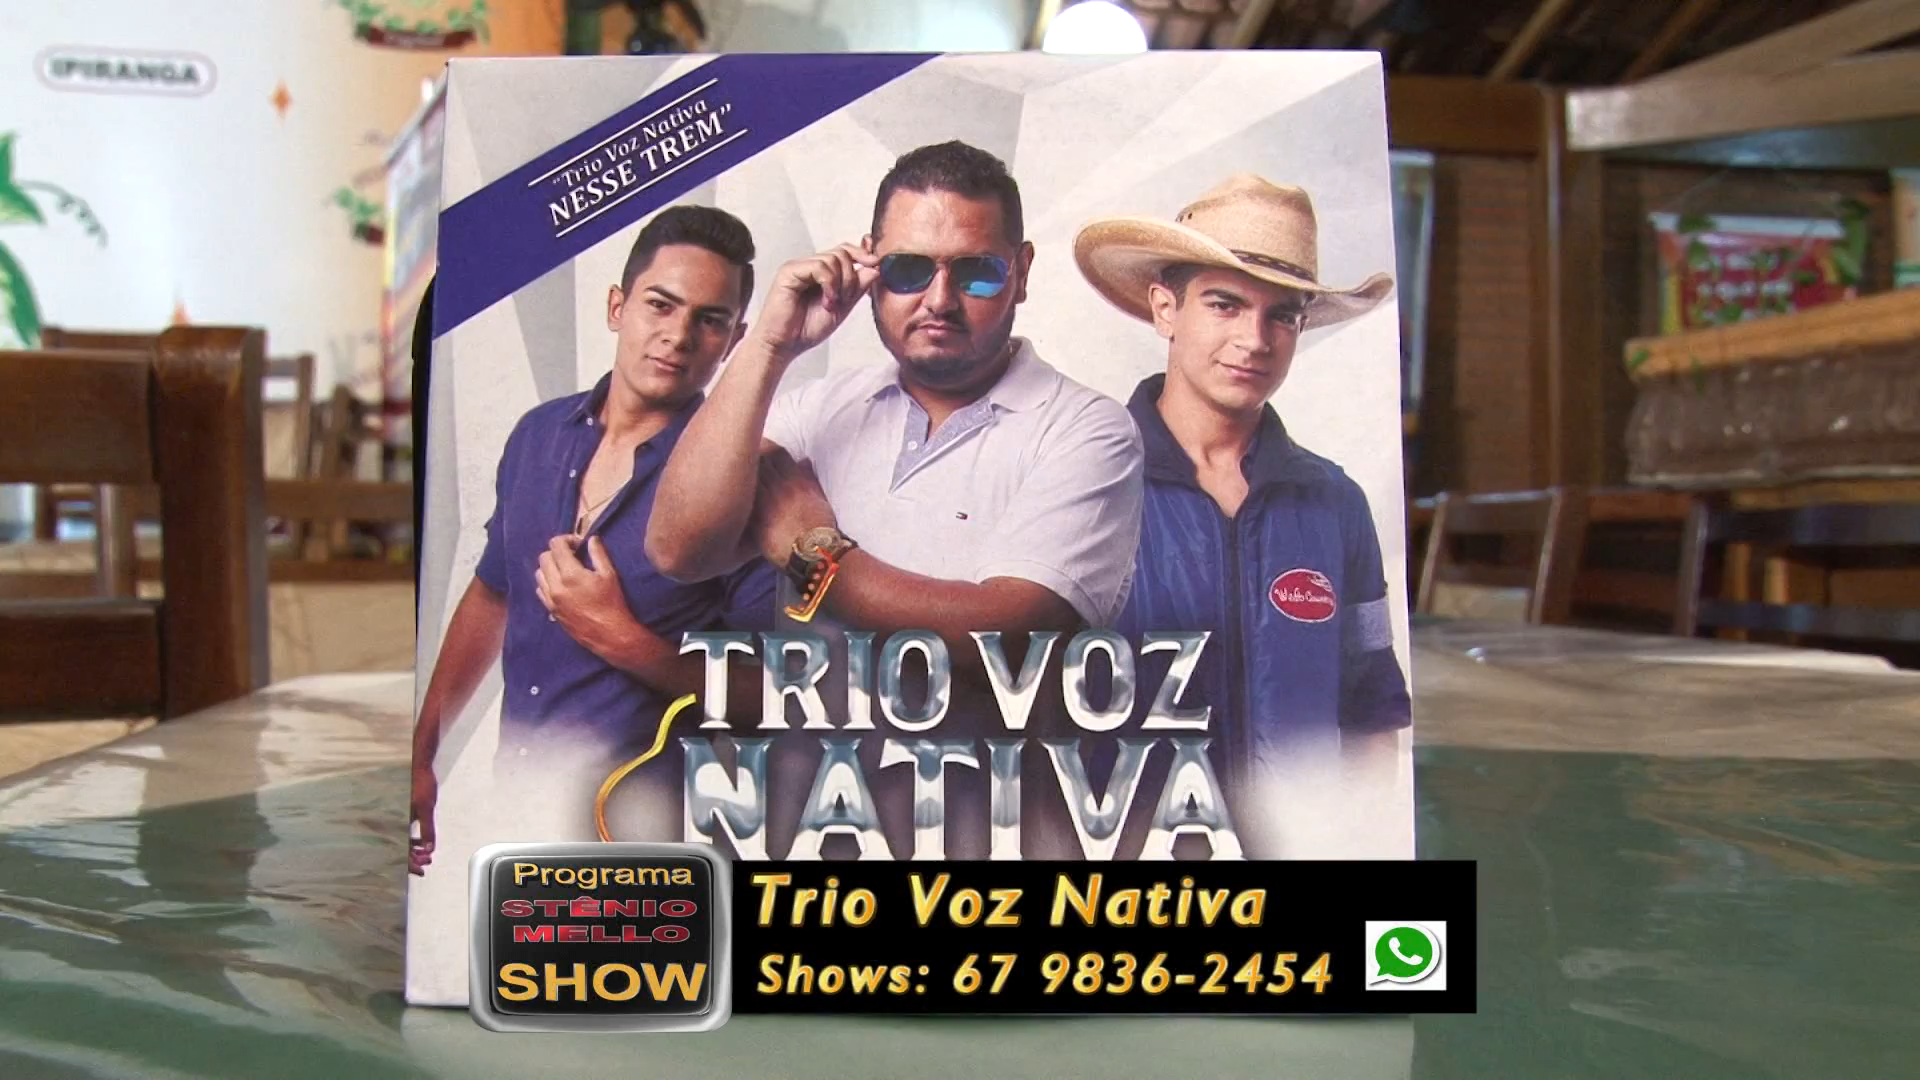 IPIRANGA
"Trio Voz Nativa
NESSE TREM"
TRIO VOZ
NATIVA
Programa
STÊNIO
MELLO
SHOW
Trio Voz Nativa
Shows: 67 9836-2454